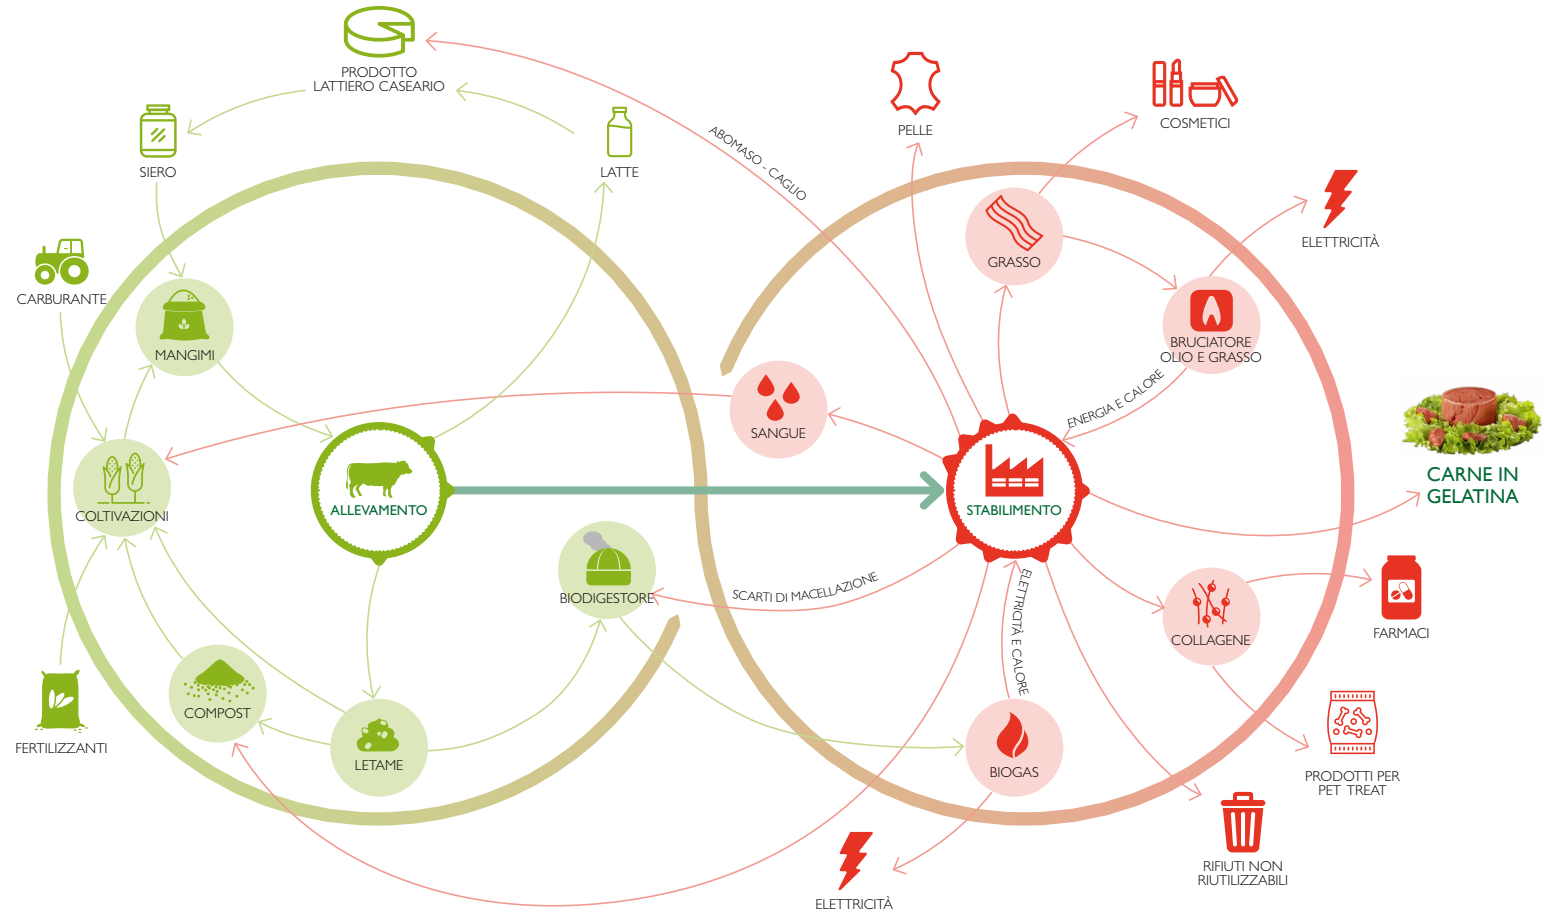 PRODOTTO
LATTIERO CASEARIO
SIERO
LATTE
ABOMASO - CAGLIO
PELLE
COSMETICI
CARBURANTE
MANGIMI
GRASSO
ELETTRICITÀ
BRUCIATORE
OLIO E GRASSO
ENERGIA E CALORE
SANGUE
COLTIVAZIONI
ALLEVAMENTO
STABILIMENTO
CARNE IN
GELATINA
BIODIGESTORE
SCARTI DI MACELLAZIONE
ELETTRICITÀ E CALORE
COLLAGENE
FARMACI
COMPOST
FERTILIZZANTI
LETAME
BIOGAS
PRODOTTI PER
PET TREAT
RIFIUTI NON
RIUTILIZZABILI
ELETTRICITÀ